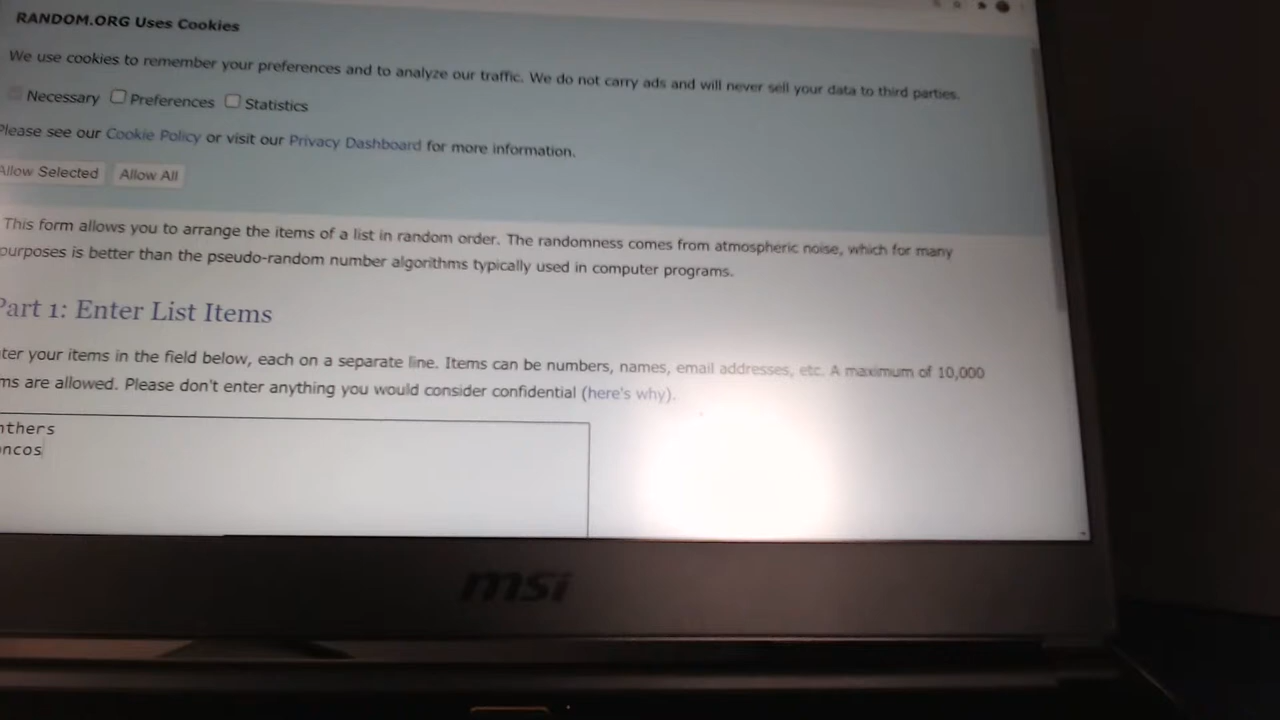 RANDOM.ORG Uses Cookies
We use cookies to remember your preferences and to analyze our traffic. We do not carry ads and will never sell your data to third parties.
Necessary Preferences Statistics
Please see our Cookie Policy or visit our Privacy Dashboard for more information.
Allow Selected Allow All
This form allows you to arrange the items of a list in random order. The randomness comes from atmospheric noise, which for many
purposes is better than the pseudo-random number algorithms typically used in computer programs.
Part 1: Enter List Items
ter your items in the field below, each on a separate line. Items can be numbers, names, email addresses, etc. A maximum of 10,000
ms are allowed. Please don't enter anything you would consider confidential (here's why).
nthers
ncos
msi